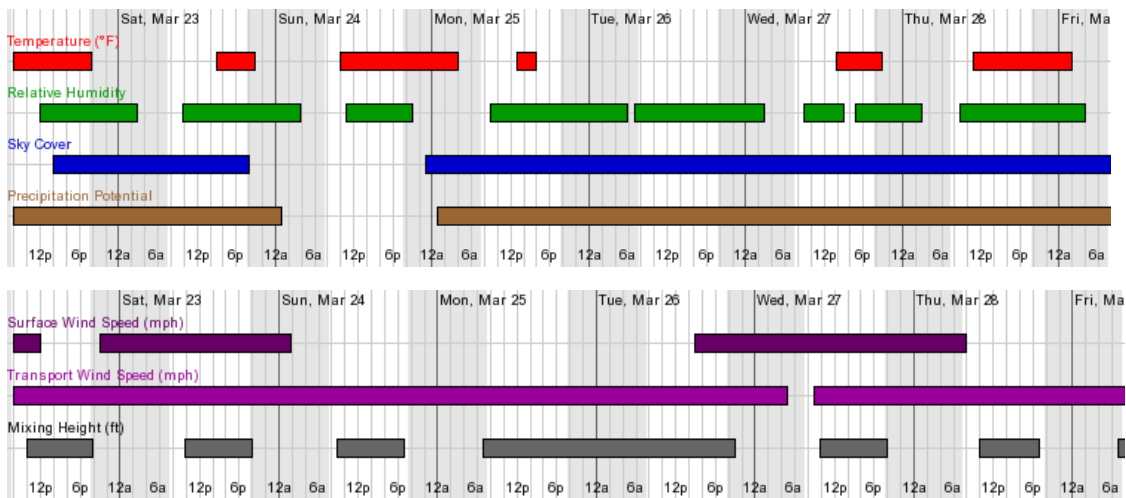 Sat, Mar 23 Sun, Mar 24 Mon, Mar 25 Tue, Mar 26 Wed, Mar 27 Thu, Mar 28 Fri, Ma
Temperature (°F)
Relative Humidity
Sky Cover
Precipitation Potential
12p 6p 12a 6a 12p 6p 12a 6a 12p 6p 12a 6a 12p 6p 12a 6a 12p 6p 12a 6a 12p 6p 12a 6a 12p 6p 12a 6a
Sat, Mar 23 Sun, Mar 24 Mon, Mar 25 Tue, Mar 26 Wed, Mar 27 Thu, Mar 28 Fri, Ma
Surface Wind Speed (mph)
Transport Wind Speed (mph)
Mixing Height (ft)
12p 6p 12a 6a 12p 6p 12a 6a 12p 6p 12a 6a 12p 6p 12a 6a 12p 6p 12a 6a 12p 6p 12a 6a 12p 6p 12a 6a